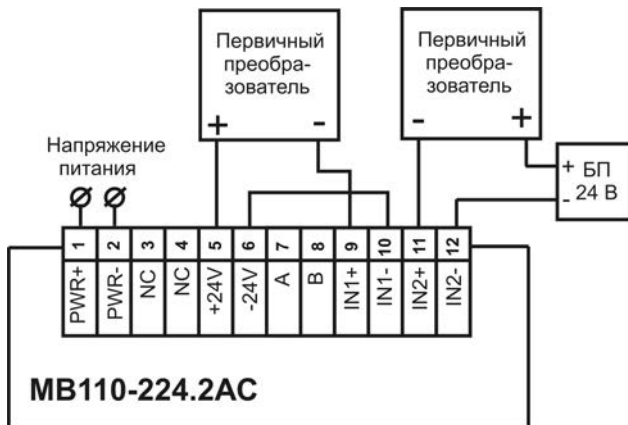 Первичный
преобра-
зователь
+ -
Первичный
преобра-
зователь
- +
Напряжение
питания
+ БП
- 24 В
1 2 3 4 5 6 7 8 9 10 11 12
PWR+ PWR- NC NC +24V -24V A B IN1+ IN1- IN2+ IN2-
МВ110-224.2АС